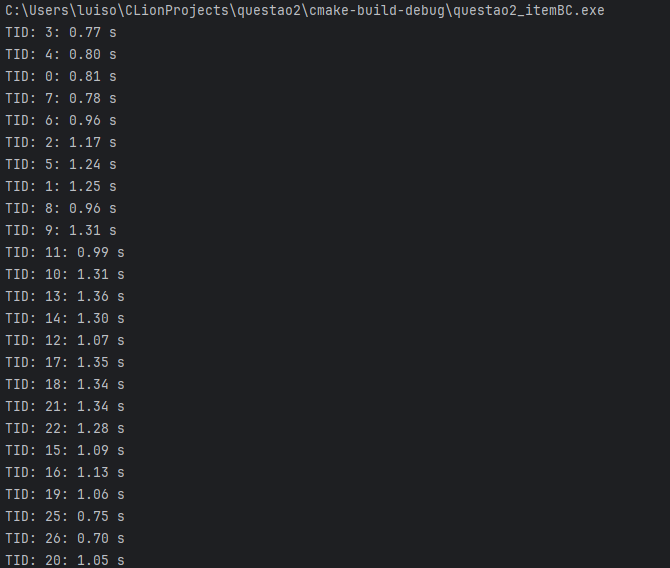 C:\Users\luiso\CLionProjects\questao2\cmake-build-debug\questao2_itemBC.exe
TID: 3: 0.77 s
TID: 4: 0.80 s
TID: 0: 0.81 s
TID: 7: 0.78 s
TID: 6: 0.96 s
TID: 2: 1.17 s
TID: 5: 1.24 s
TID: 1: 1.25 s
TID: 8: 0.96 s
TID: 9: 1.31 s
TID: 11: 0.99 s
TID: 10: 1.31 s
TID: 13: 1.36 s
TID: 14: 1.30 s
TID: 12: 1.07 s
TID: 17: 1.35 s
TID: 18: 1.34 s
TID: 21: 1.34 s
TID: 22: 1.28 s
TID: 15: 1.09 s
TID: 16: 1.13 s
TID: 19: 1.06 s
TID: 25: 0.75 s
TID: 26: 0.70 s
TID: 20: 1.05 s